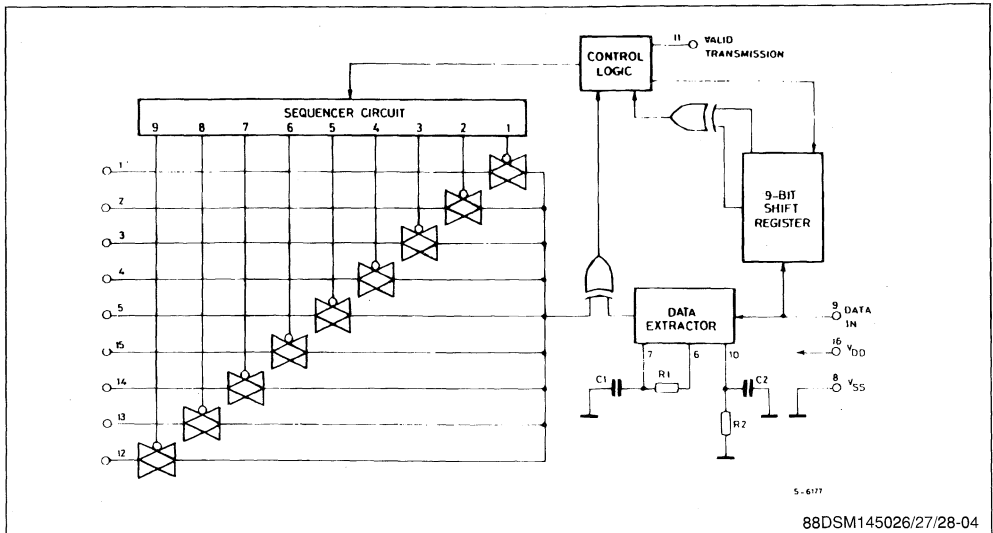 11 VALID
TRANSMISSION
CONTROL
LOGIC
SEQUENCER CIRCUIT
9 8 7 6 5 4 3 2 1
1
2
3
4
5
15
14
13
12
9-BIT
SHIFT
REGISTER
DATA
EXTRACTOR
9 DATA
IN
16 VDD
8 VSS
7 6 10
C1 R1 C2
R2
S-6177
88DSM145026/27/28-04